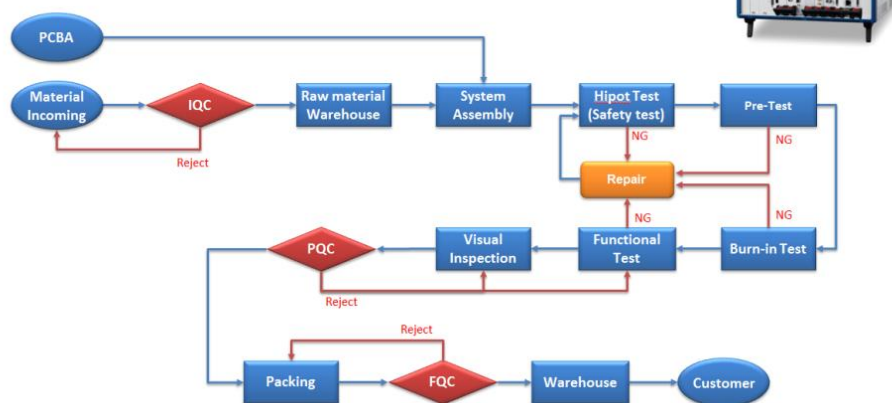 PCBA
Material
Incoming
IQC
Reject
Raw material
Warehouse
System
Assembly
Hipot Test
(Safety test)
Pre-Test
NG
NG
Repair
NG
NG
PQC
Reject
Visual
Inspection
Functional
Test
Burn-in Test
Reject
Packing
FQC
Warehouse
Customer